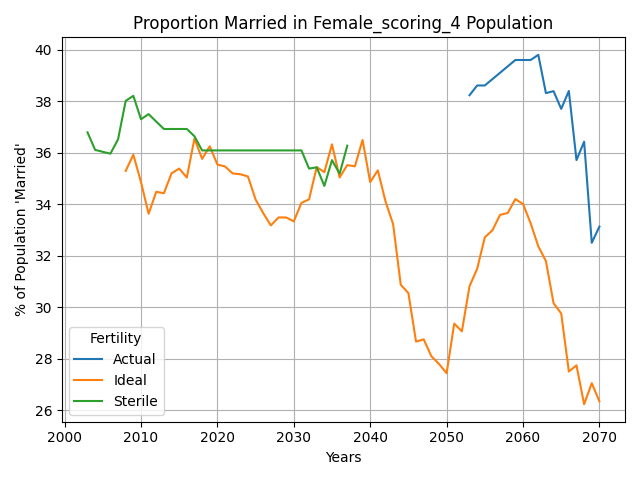 Proportion Married in Female_scoring_4 Population
% of Population 'Married'
40
38
36
34
32
30
28
26
Fertility
Actual
Ideal
Sterile
2000 2010 2020 2030 2040 2050 2060 2070
Years